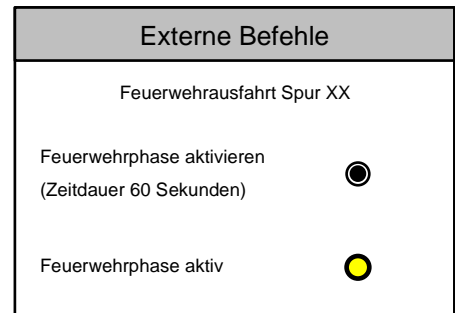 Externe Befehle
Feuerwehrausfahrt Spur XX
Feuerwehrphase aktivieren
(Zeitdauer 60 Sekunden)
Feuerwehrphase aktiv